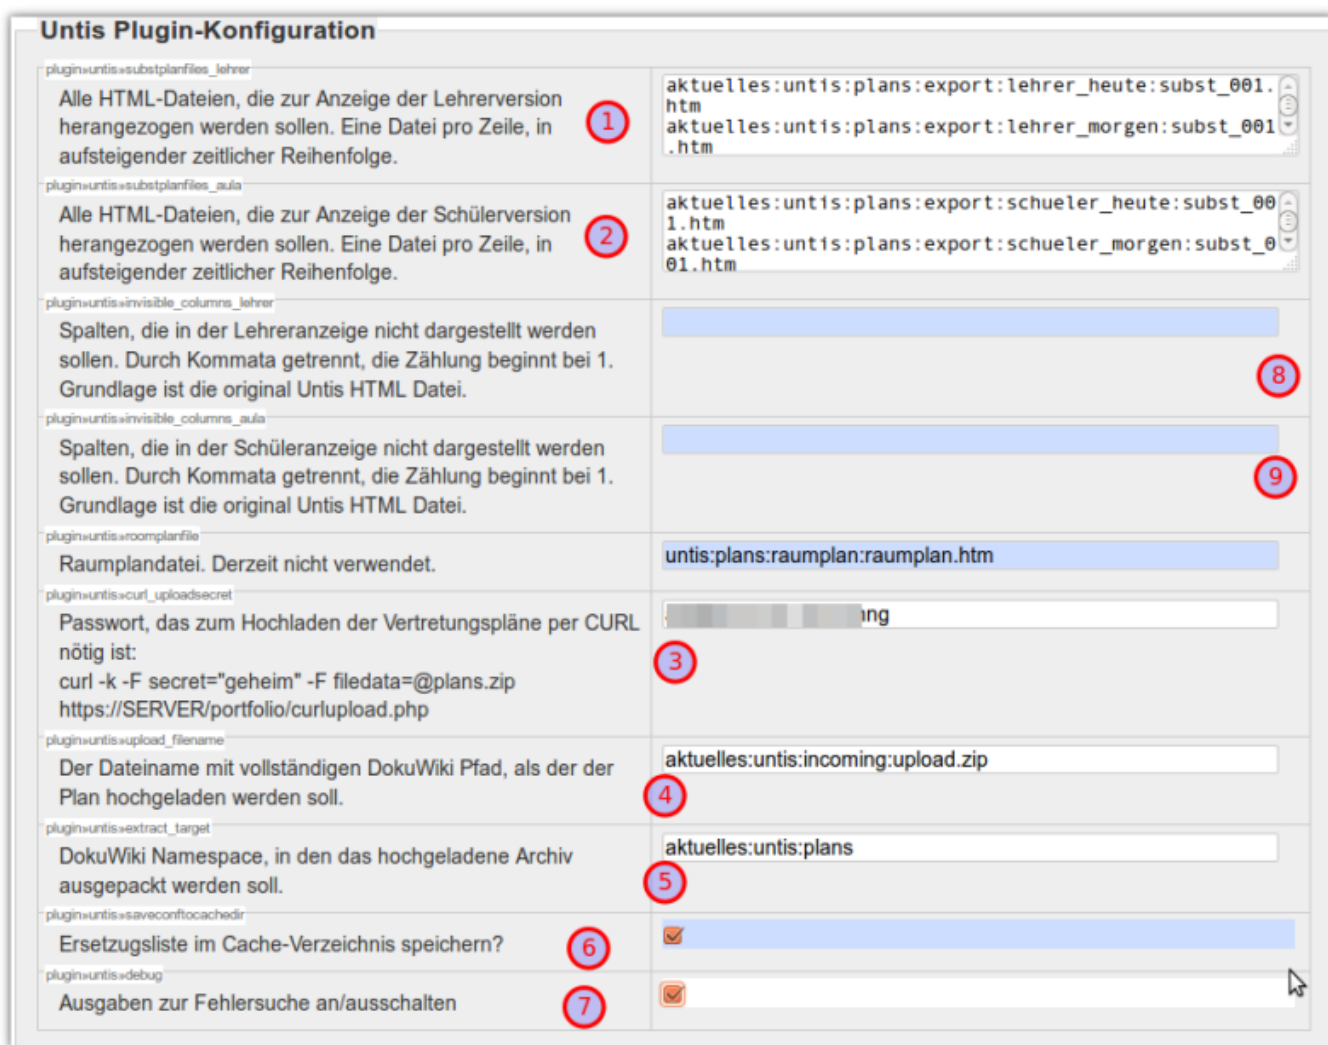 Untis Plugin-Konfiguration
plugin»untis»substplanfiles_lehrer
Alle HTML-Dateien, die zur Anzeige der Lehrerversion
herangezogen werden sollen. Eine Datei pro Zeile, in
aufsteigender zeitlicher Reihenfolge.
1
aktuelles:untis:plans:export:lehrer_heute:subst_001.
htm
aktuelles:untis:plans:export:lehrer_morgen:subst_001
.htm
plugin»untis»substplanfiles_aula
Alle HTML-Dateien, die zur Anzeige der Schülerversion
herangezogen werden sollen. Eine Datei pro Zeile, in
aufsteigender zeitlicher Reihenfolge.
2
aktuelles:untis:plans:export:schueler_heute:subst_00
1.htm
aktuelles:untis:plans:export:schueler_morgen:subst_0
01.htm
plugin»untis»invisible_columns_lehrer
Spalten, die in der Lehreranzeige nicht dargestellt werden
sollen. Durch Kommata getrennt, die Zählung beginnt bei 1.
Grundlage ist die original Untis HTML Datei.
8
plugin»untis»invisible_columns_aula
Spalten, die in der Schüleranzeige nicht dargestellt werden
sollen. Durch Kommata getrennt, die Zählung beginnt bei 1.
Grundlage ist die original Untis HTML Datei.
9
plugin»untis»roomplanfile
Raumplandatei. Derzeit nicht verwendet.
untis:plans:raumplan:raumplan.htm
plugin»untis»curl_uploadsecret
Passwort, das zum Hochladen der Vertretungspläne per CURL
nötig ist:
curl -k -F secret="geheim" -F filedata=@plans.zip
https://SERVER/portfolio/curlupload.php
3
plugin»untis»upload_filename
Der Dateiname mit vollständigen DokuWiki Pfad, als der der
Plan hochgeladen werden soll.
4
aktuelles:untis:incoming:upload.zip
plugin»untis»extract_target
DokuWiki Namespace, in den das hochgeladene Archiv
ausgepackt werden soll.
5
aktuelles:untis:plans
plugin»untis»saveconftocachedir
Ersetzugsliste im Cache-Verzeichnis speichern?
6
plugin»untis»debug
Ausgaben zur Fehlersuche an/ausschalten
7